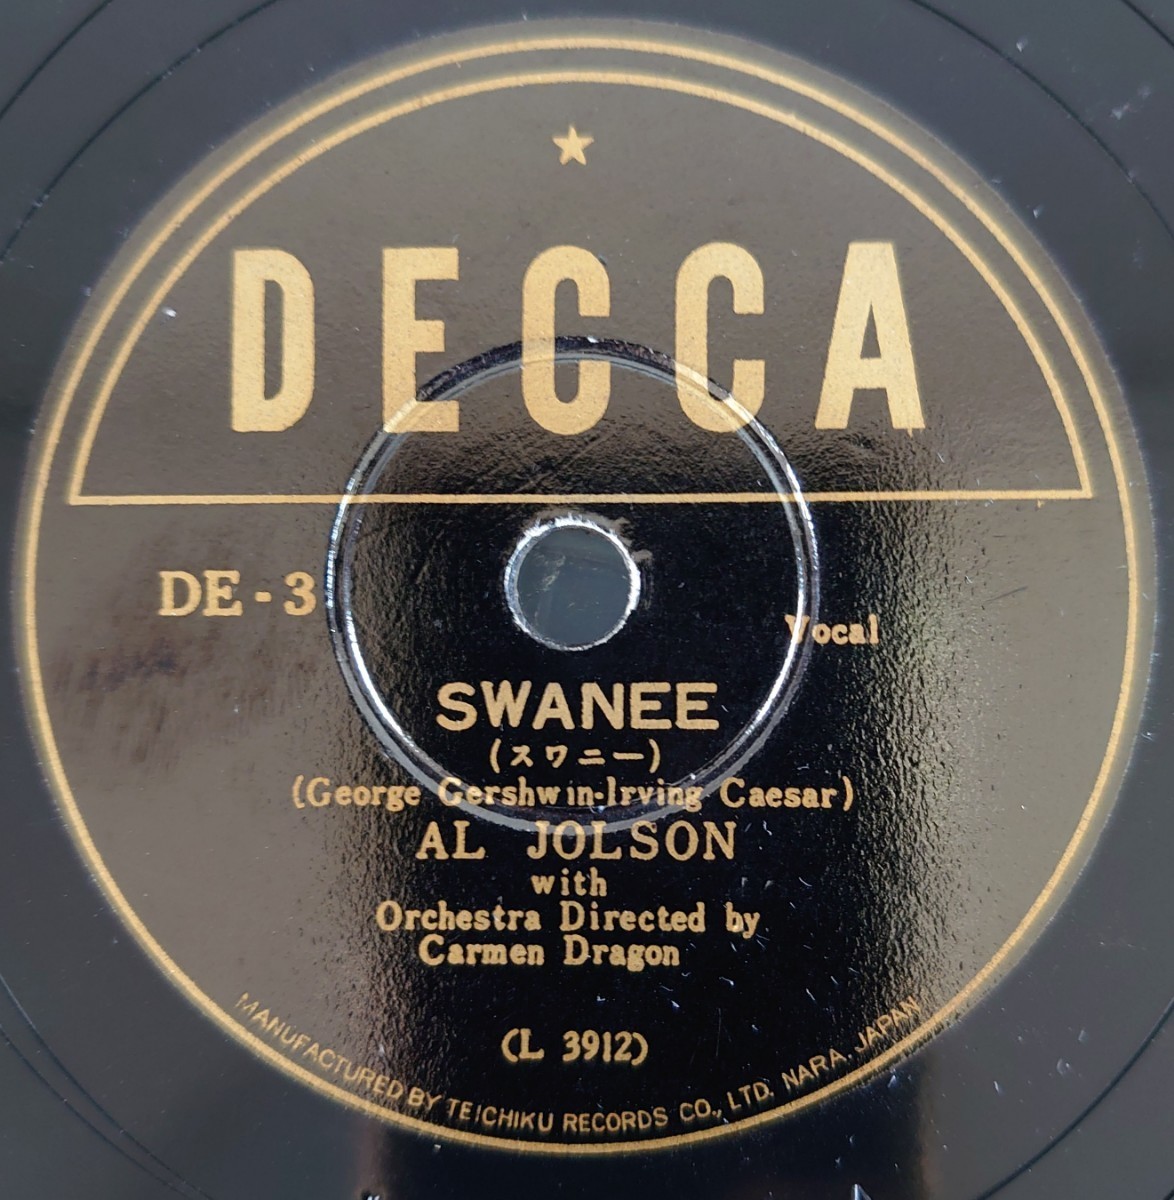 DECCA
DE-3
Vocal
SWANEE
(スワニー)
(George Gershwin-Irving Caesar)
AL JOLSON
with
Orchestra Directed by
Carmen Dragon
(L 3912)
MANUFACTURED BY TEICHIKU RECORDS CO., LTD. NARA. JAPAN